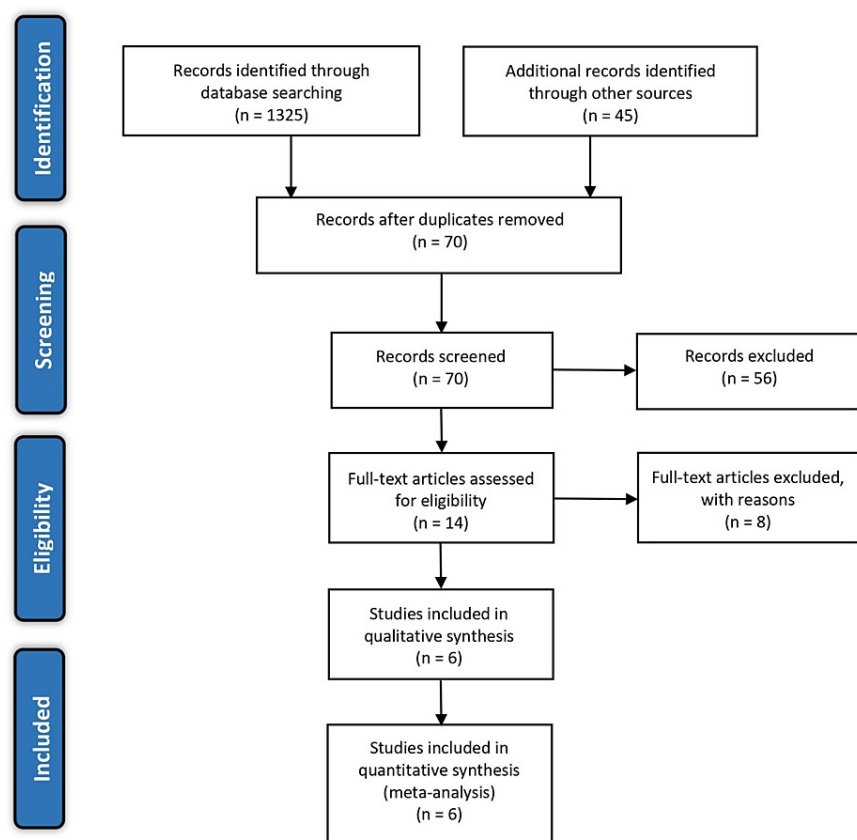 Identification
Records identified through
database searching
(n = 1325)
Additional records identified
through other sources
(n = 45)
Records after duplicates removed
(n = 70)
Screening
Records screened
(n = 70)
Records excluded
(n = 56)
Eligibility
Full-text articles assessed
for eligibility
(n = 14)
Full-text articles excluded,
with reasons
(n = 8)
Studies included in
qualitative synthesis
(n = 6)
Included
Studies included in
quantitative synthesis
(meta-analysis)
(n = 6)